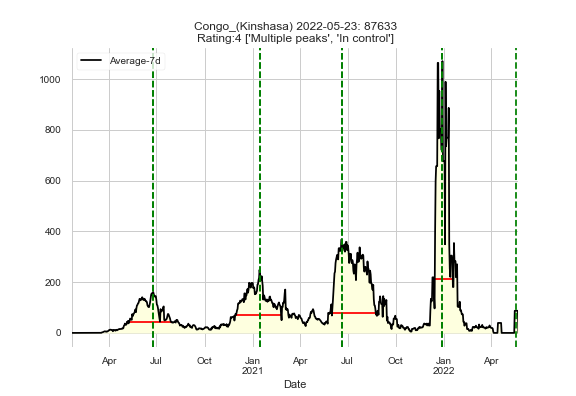 Congo_(Kinshasa) 2022-05-23: 87633
Rating:4 ['Multiple peaks', 'In control']
Average-7d
1000
800
600
400
200
0
Apr Jul Oct Jan Jul Oct Jan Apr
2021 2022
Apr
Date